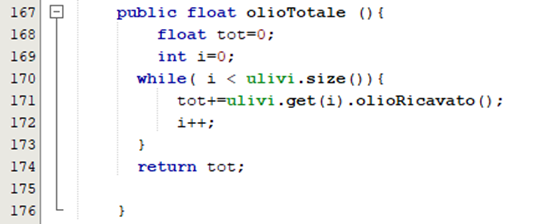 167 public float olioTotale (){
168 float tot=0;
169 int i=0;
170 while( i < ulivi.size()){
171 tot+=ulivi.get(i).olioRicavato();
172 i++;
173 }
174 return tot;
175
176 }